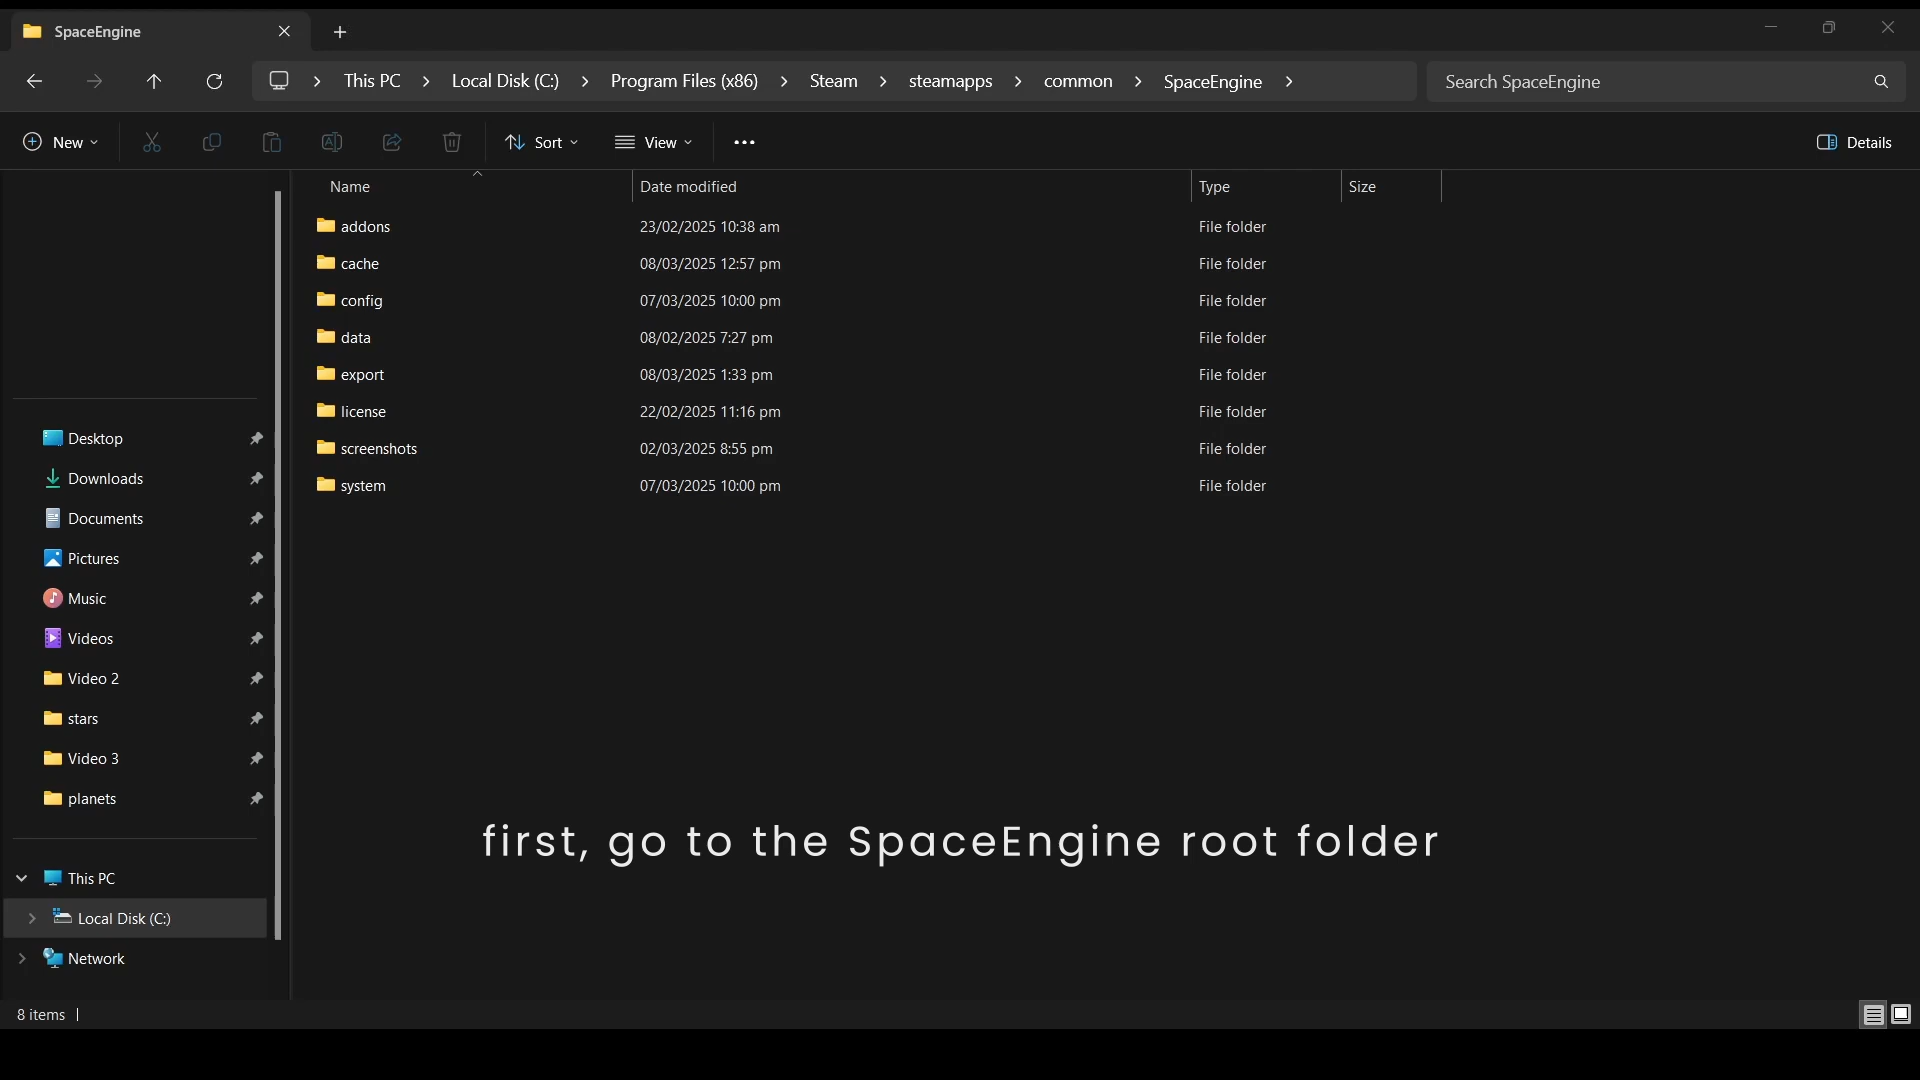 SpaceEngine
This PC
Local Disk (C:)
Program Files (x86)
Steam
steamapps
common
SpaceEngine
Search SpaceEngine
New
Sort
View
Details
Name
Date modified
Type
Size
addons 23/02/2025 10:38 am File folder
cache 08/03/2025 12:57 pm File folder
config 07/03/2025 10:00 pm File folder
data 08/02/2025 7:27 pm File folder
export 08/03/2025 1:33 pm File folder
license 22/02/2025 11:16 pm File folder
screenshots 02/03/2025 8:55 pm File folder
system 07/03/2025 10:00 pm File folder
Desktop
Downloads
Documents
Pictures
Music
Videos
Video 2
stars
Video 3
planets
This PC
Local Disk (C:)
Network
first, go to the SpaceEngine root folder
8 items